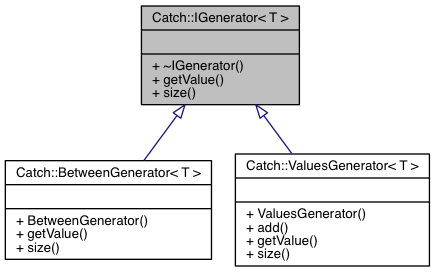 Catch::IGenerator< T >
+ ~IGenerator()
+ getValue()
+ size()
Catch::BetweenGenerator< T >
+ BetweenGenerator()
+ getValue()
+ size()
Catch::ValuesGenerator< T >
+ ValuesGenerator()
+ add()
+ getValue()
+ size()